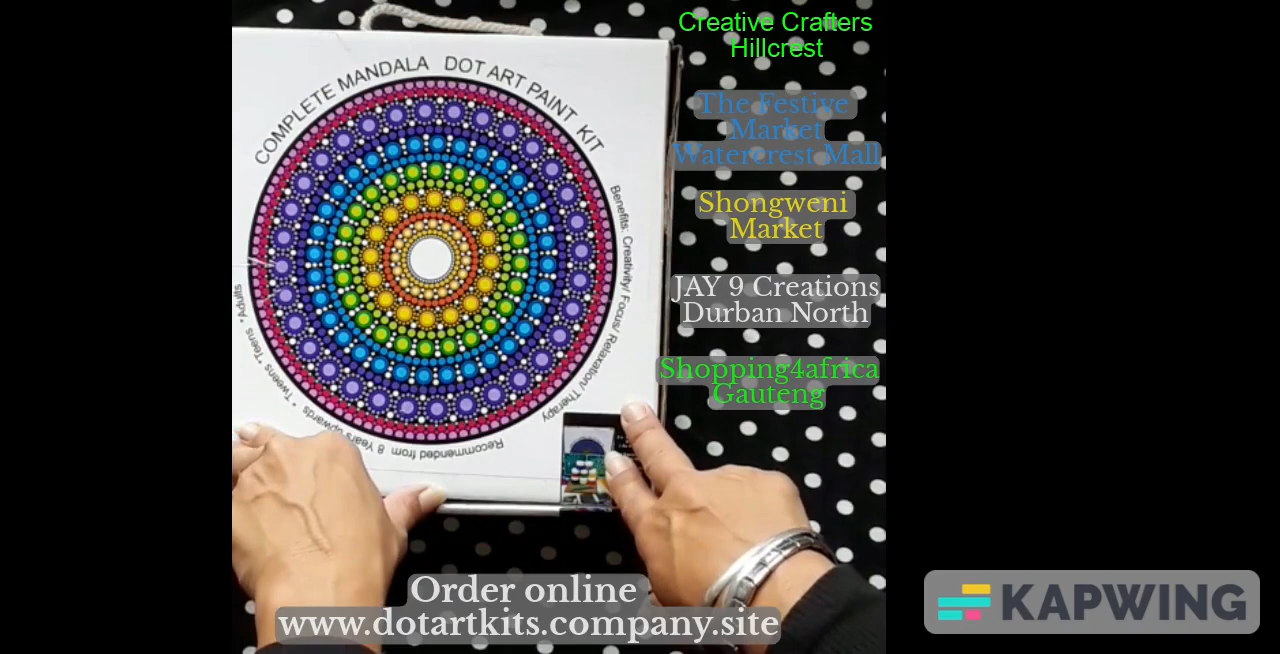 Creative Crafters
Hillcrest
The Festive
Market
Watercrest Mall
Shongweni
Market
JAY 9 Creations
Durban North
Shopping4africa
Gauteng
COMPLETE MANDALA DOT ART PAINT KIT
Benefits: Creativity/ Focus/ Relaxation/ Therapy
Recommended from 8 Years upwards * Tweens *Teens *Adults
Order online
www.dotartkits.company.site
KAPWING